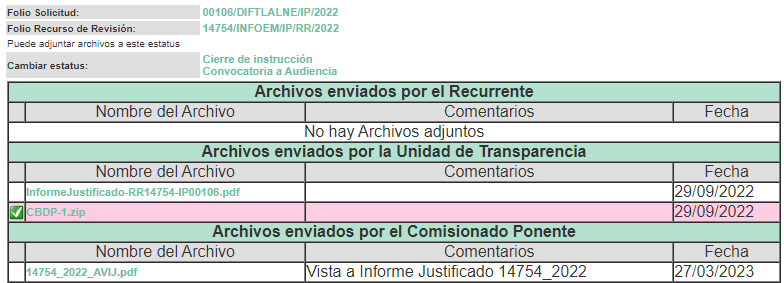 Folio Solicitud: 00106/DIFTLALNE/IP/2022
Folio Recurso de Revisión: 14754/INFOEM/IP/RR/2022
Puede adjuntar archivos a este estatus
Cambiar estatus: Cierre de instrucción
Convocatoria a Audiencia
Archivos enviados por el Recurrente
Nombre del Archivo Comentarios Fecha
No hay Archivos adjuntos
Archivos enviados por la Unidad de Transparencia
Nombre del Archivo Comentarios Fecha
InformeJustificado-RR14754-IP00106.pdf 29/09/2022
CBDP-1.zip 29/09/2022
Archivos enviados por el Comisionado Ponente
Nombre del Archivo Comentarios Fecha
14754_2022_AVIJ.pdf Vista a Informe Justificado 14754_2022 27/03/2023